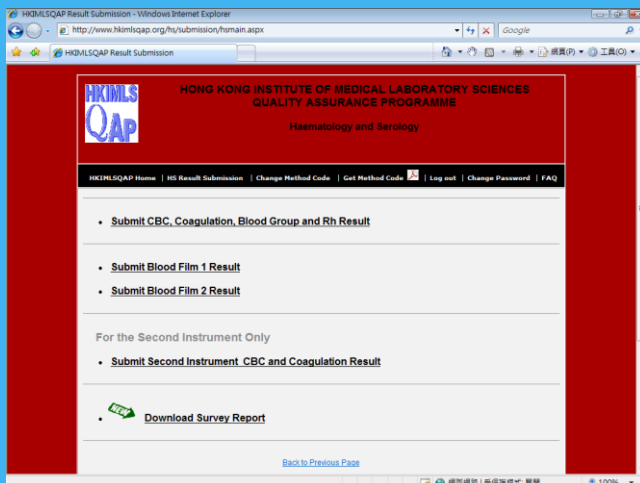 HKIMLSQAP Result Submission - Windows Internet Explorer
http://www.hkimlsqap.org/hs/submission/hsmain.aspx
Google
HKIMLSQAP Result Submission
網頁(P)
工具(O)
HKIMLS
QAP
HONG KONG INSTITUTE OF MEDICAL LABORATORY SCIENCES
QUALITY ASSURANCE PROGRAMME
Haematology and Serology
HKIMLSQAP Home | HS Result Submission | Change Method Code | Get Method Code | Log out | Change Password | FAQ
• Submit CBC, Coagulation, Blood Group and Rh Result
• Submit Blood Film 1 Result
• Submit Blood Film 2 Result
For the Second Instrument Only
• Submit Second Instrument CBC and Coagulation Result
• NEW Download Survey Report
Back to Previous Page
100%